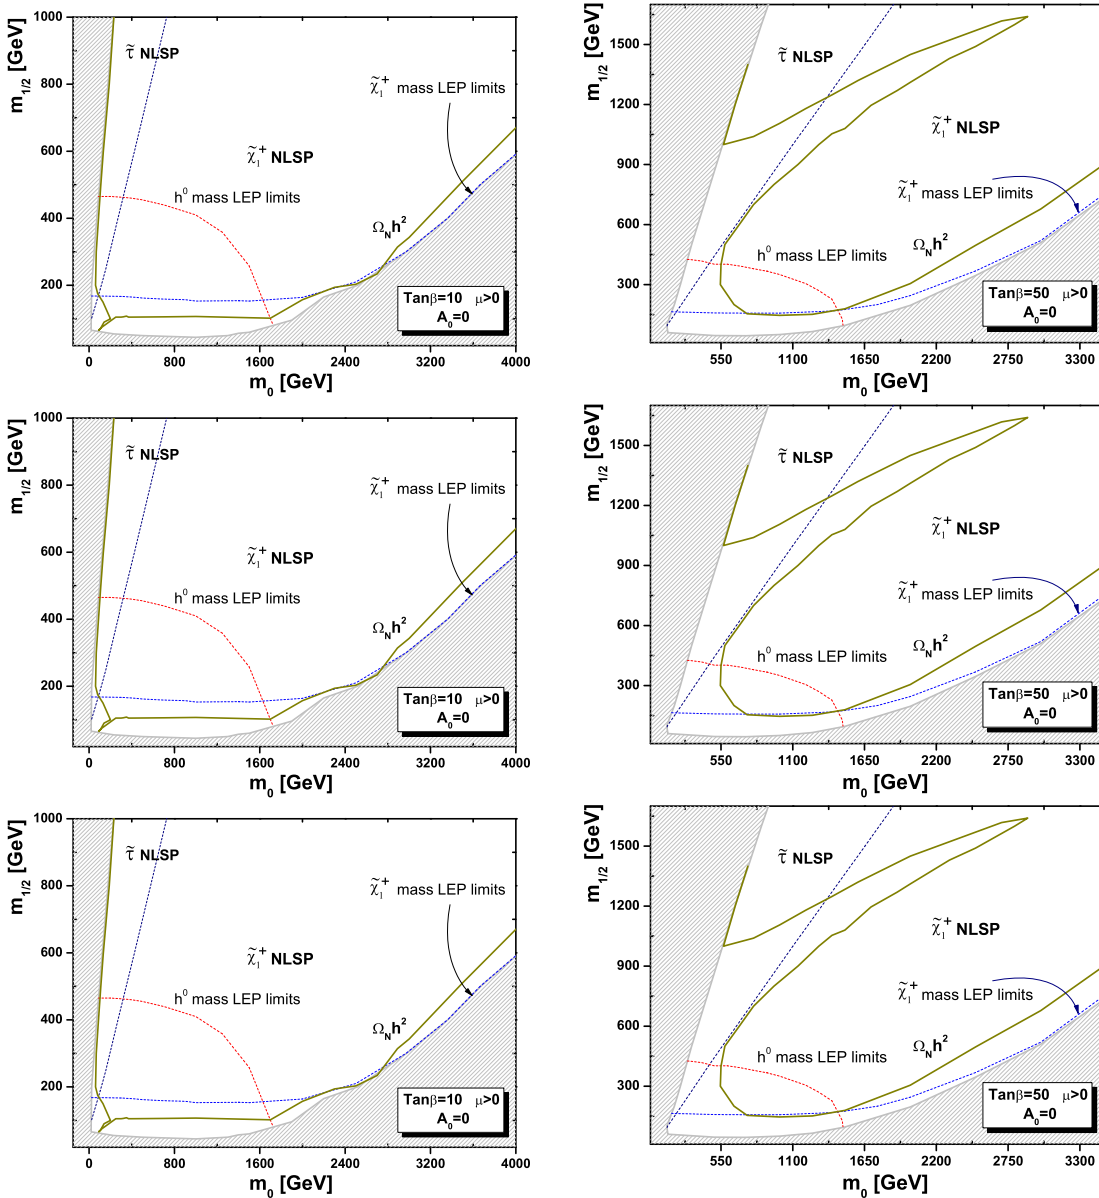 1000
800
600
400
200
m1/2 [GeV]
τ̃ NLSP
χ̃1+ mass LEP limits
χ̃1+ NLSP
h0 mass LEP limits
ΩNh2
Tanβ=10 μ>0
A0=0
0 800 1600 2400 3200 4000
m0 [GeV]
1500
1200
900
600
300
m1/2 [GeV]
τ̃ NLSP
χ̃1+ NLSP
χ̃1+ mass LEP limits
ΩNh2
h0 mass LEP limits
Tanβ=50 μ>0
A0=0
550 1100 1650 2200 2750 3300
m0 [GeV]
1000
800
600
400
200
m1/2 [GeV]
τ̃ NLSP
χ̃1+ mass LEP limits
χ̃1+ NLSP
h0 mass LEP limits
ΩNh2
Tanβ=10 μ>0
A0=0
0 800 1600 2400 3200 4000
m0 [GeV]
1500
1200
900
600
300
m1/2 [GeV]
τ̃ NLSP
χ̃1+ NLSP
χ̃1+ mass LEP limits
ΩNh2
h0 mass LEP limits
Tanβ=50 μ>0
A0=0
550 1100 1650 2200 2750 3300
m0 [GeV]
1000
800
600
400
200
m1/2 [GeV]
τ̃ NLSP
χ̃1+ mass LEP limits
χ̃1+ NLSP
h0 mass LEP limits
ΩNh2
Tanβ=10 μ>0
A0=0
0 800 1600 2400 3200 4000
m0 [GeV]
1500
1200
900
600
300
m1/2 [GeV]
τ̃ NLSP
χ̃1+ NLSP
χ̃1+ mass LEP limits
ΩNh2
h0 mass LEP limits
Tanβ=50 μ>0
A0=0
550 1100 1650 2200 2750 3300
m0 [GeV]